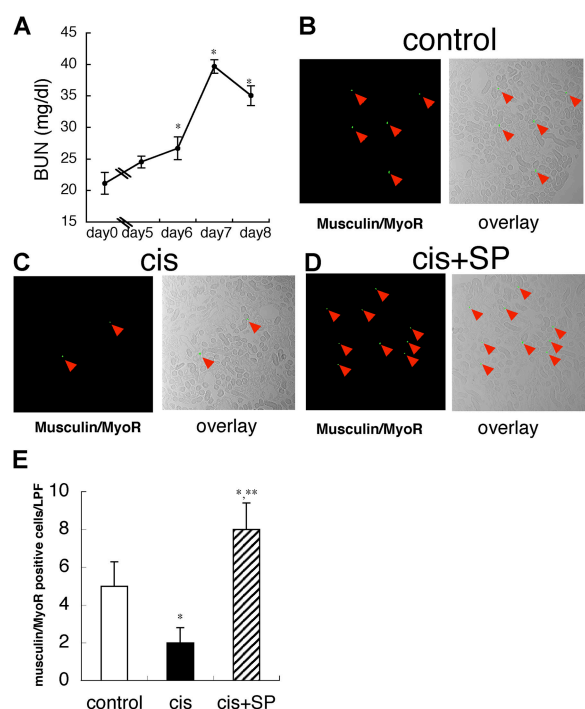 A
BUN (mg/dl)
40
35
30
25
20
15
*
*
*
day0 day5 day6 day7 day8
B
control
Musculin/MyoR
overlay
C
cis
Musculin/MyoR
overlay
D
cis+SP
Musculin/MyoR
overlay
E
musculin/MyoR positive cells/LPF
10
8
6
4
2
0
*
*,**
control cis cis+SP